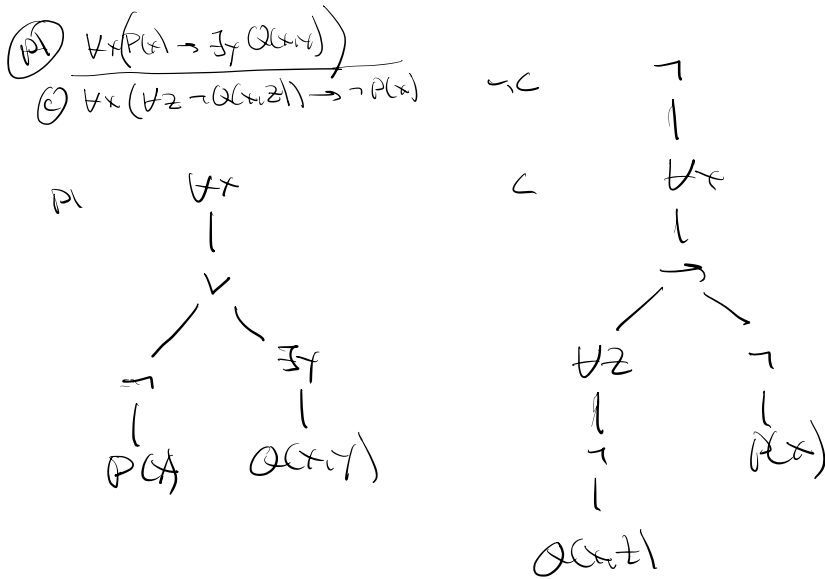 P1 ∀x(P(x) → ∃y Q(x,y))
C ∀x(∀z ¬Q(x,z)) → ¬P(x)
¬C ¬
P1 ∀x
C ∀x
→
∨
∀z ¬
¬ ∃y
¬ P(x)
P(x) Q(x,y)
Q(x,z)